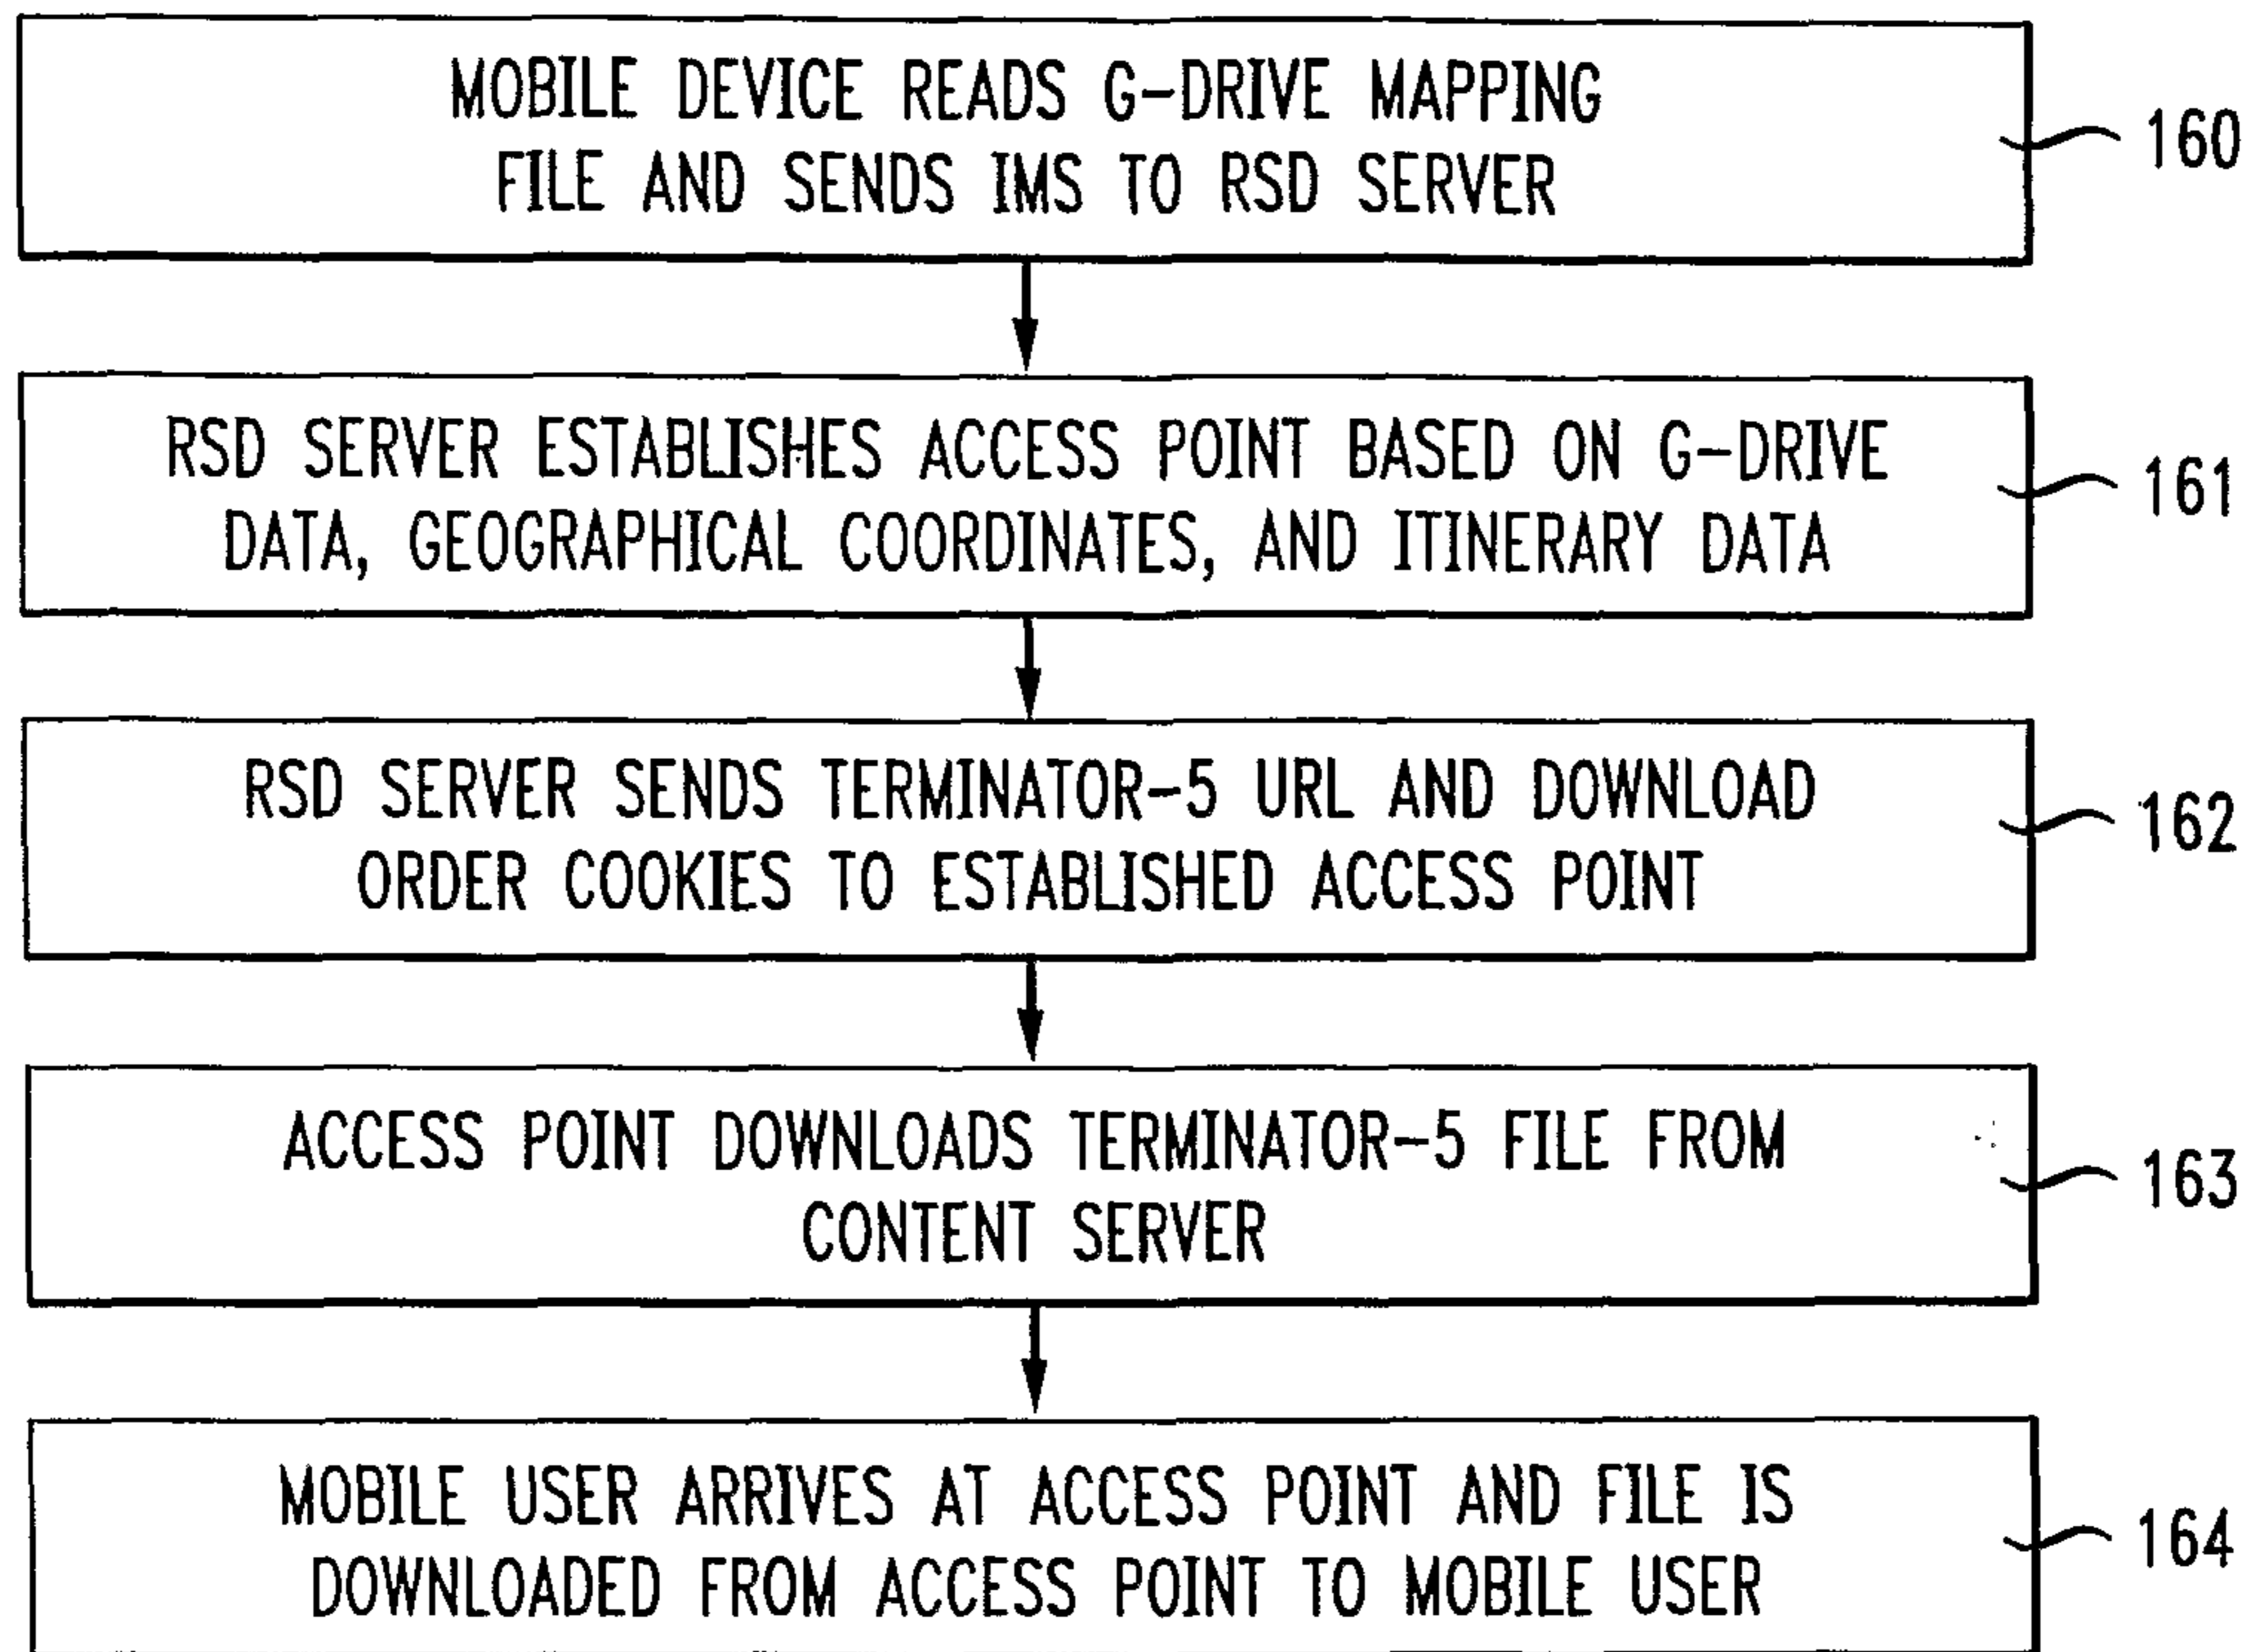 MOBILE DEVICE READS G-DRIVE MAPPING
FILE AND SENDS IMS TO RSD SERVER
160
RSD SERVER ESTABLISHES ACCESS POINT BASED ON G-DRIVE
DATA, GEOGRAPHICAL COORDINATES, AND ITINERARY DATA
161
RSD SERVER SENDS TERMINATOR-5 URL AND DOWNLOAD
ORDER COOKIES TO ESTABLISHED ACCESS POINT
162
ACCESS POINT DOWNLOADS TERMINATOR-5 FILE FROM
CONTENT SERVER
163
MOBILE USER ARRIVES AT ACCESS POINT AND FILE IS
DOWNLOADED FROM ACCESS POINT TO MOBILE USER
164